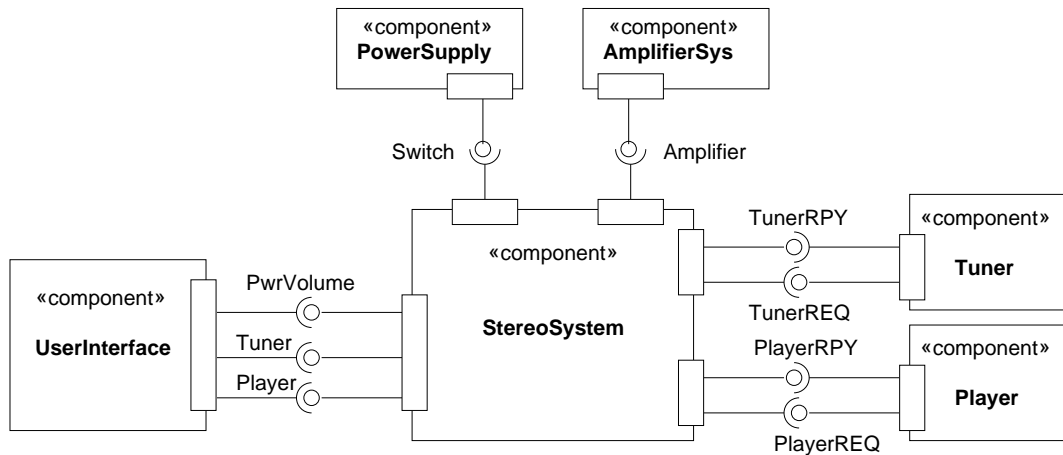 «component»
PowerSupply
«component»
AmplifierSys
Switch
Amplifier
«component»
UserInterface
PwrVolume
Tuner
Player
«component»
StereoSystem
TunerRPY
TunerREQ
«component»
Tuner
PlayerRPY
PlayerREQ
«component»
Player